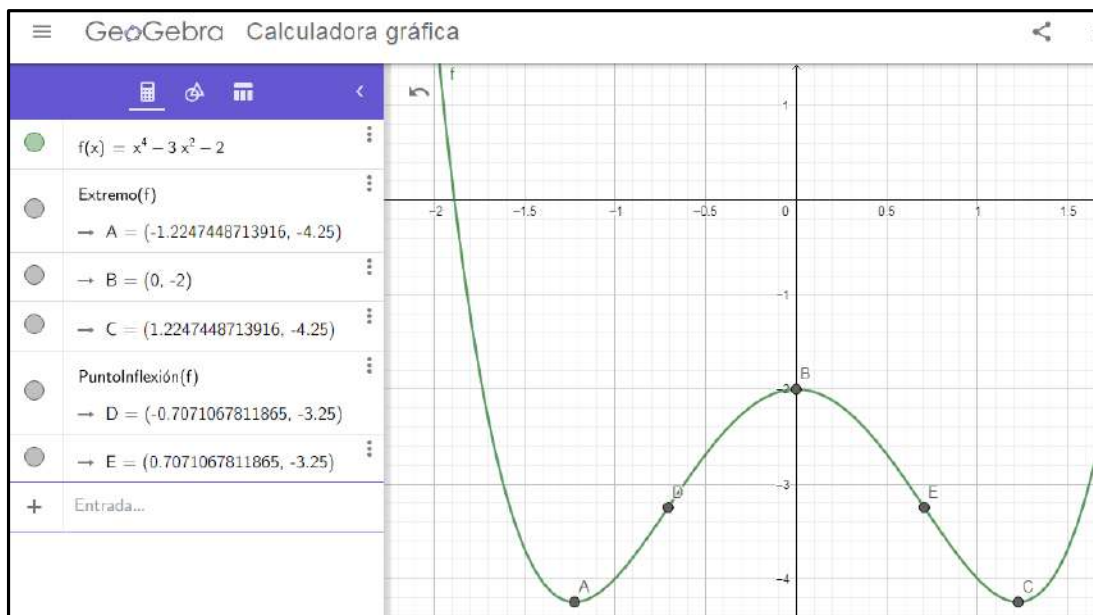 GeoGebra Calculadora gráfica
f(x) = x⁴ − 3 x² − 2
Extremo(f)
→ A = (-1.2247448713916, -4.25)
→ B = (0, -2)
→ C = (1.2247448713916, -4.25)
PuntoInflexión(f)
→ D = (-0.7071067811865, -3.25)
→ E = (0.7071067811865, -3.25)
+ Entrada...
f
1
−2 −1.5 −1 −0.5 0 0.5 1 1.5
−1
B
−2
D E
−3
A C
−4